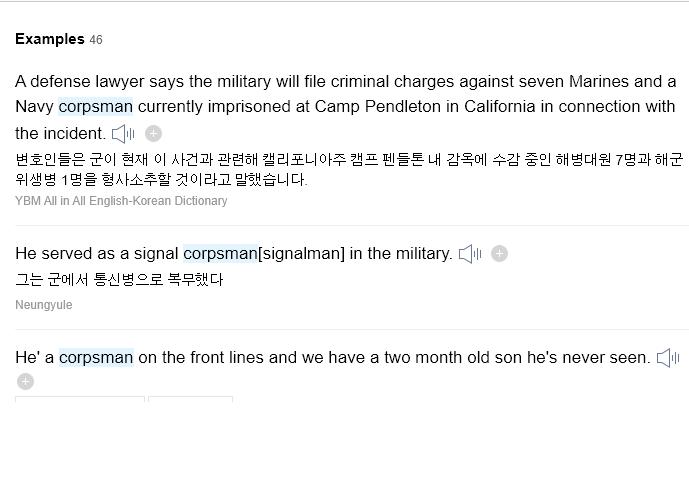 Examples 46
A defense lawyer says the military will file criminal charges against seven Marines and a
Navy corpsman currently imprisoned at Camp Pendleton in California in connection with
the incident.
변호인들은 군이 현재 이 사건과 관련해 캘리포니아주 캠프 펜들톤 내 감옥에 수감 중인 해병대원 7명과 해군
위생병 1명을 형사소추할 것이라고 말했습니다.
YBM All in All English-Korean Dictionary
He served as a signal corpsman[signalman] in the military.
그는 군에서 통신병으로 복무했다
Neungyule
He' a corpsman on the front lines and we have a two month old son he's never seen.